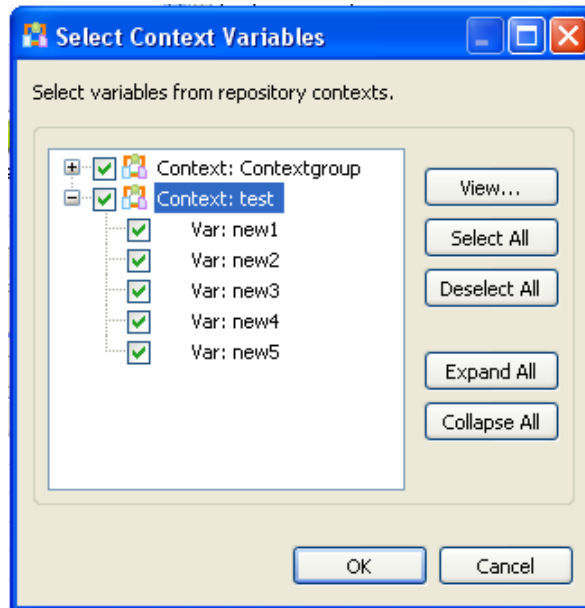 Select Context Variables
Select variables from repository contexts.
Context: Contextgroup
Context: test
Var: new1
Var: new2
Var: new3
Var: new4
Var: new5
View...
Select All
Deselect All
Expand All
Collapse All
OK
Cancel